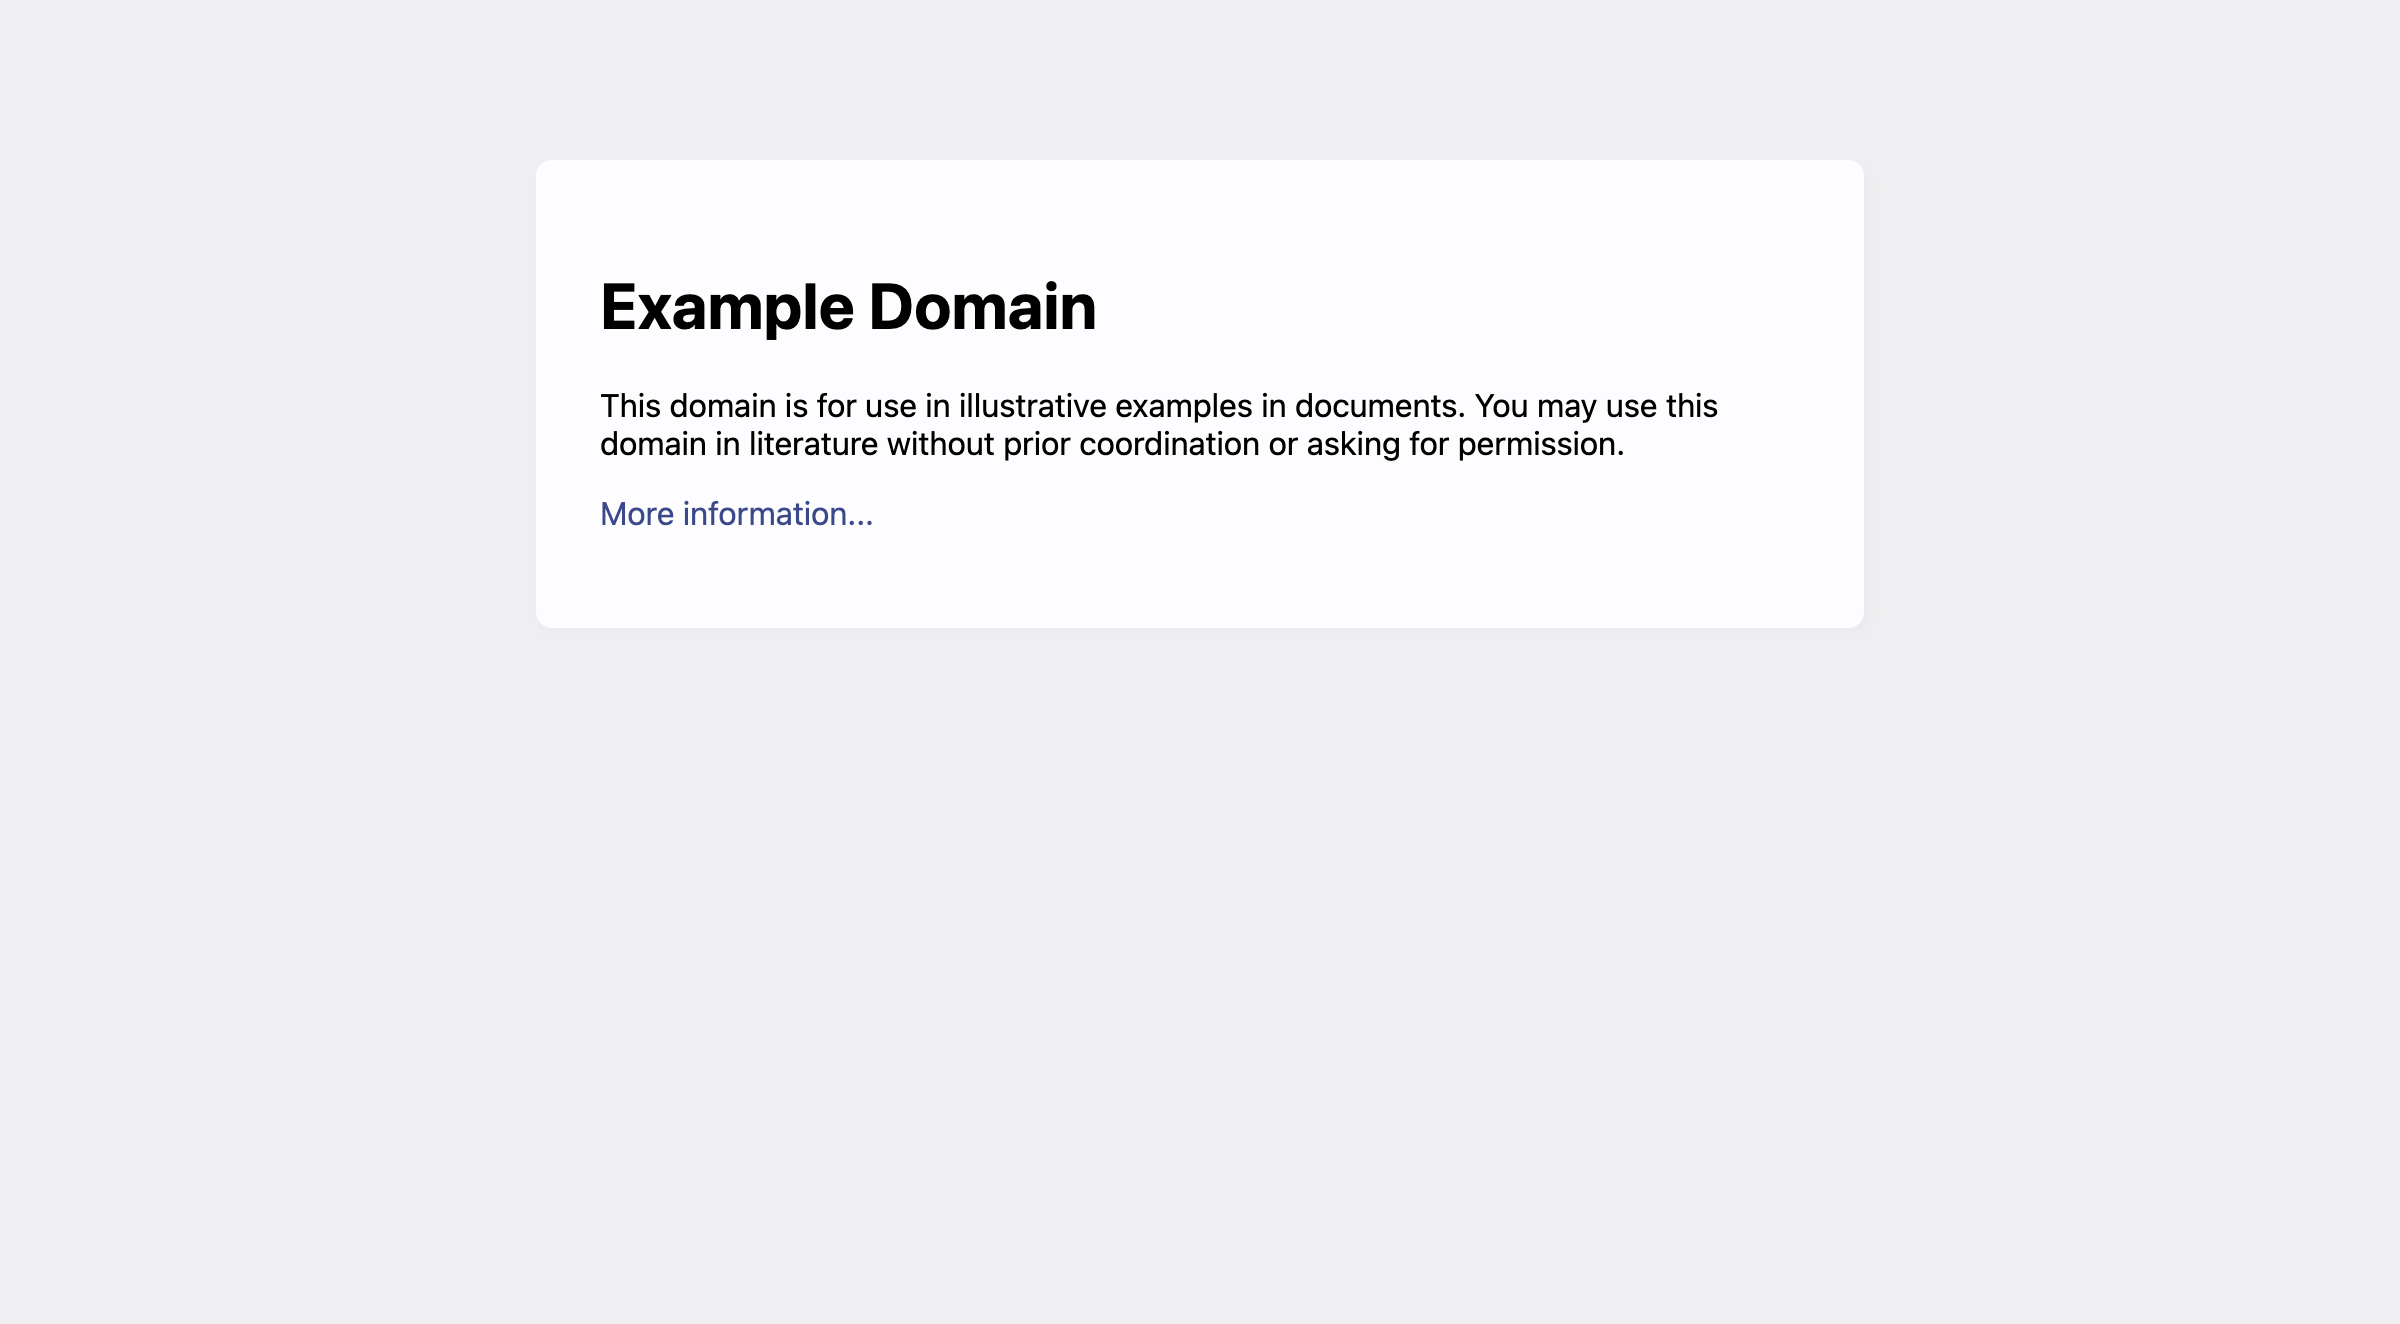 Example Domain
This domain is for use in illustrative examples in documents. You may use this
domain in literature without prior coordination or asking for permission.
More information...